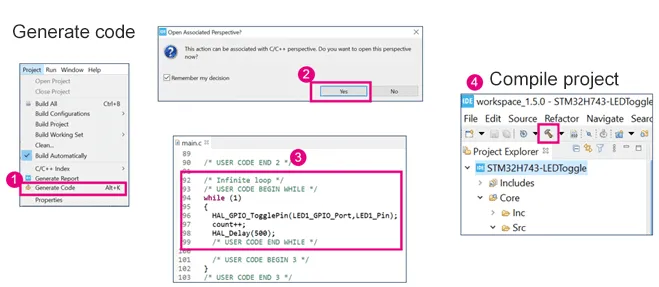 Generate code
Project Run Window Help
Open Project
Close Project
Build All Ctrl+B
Build Configurations
Build Project
Build Working Set
Clean...
Build Automatically
C/C++ Index
Generate Report
1
Generate Code Alt+K
Properties
IDE Open Associated Perspective?
This action can be associated with C/C++ perspective. Do you want to open this perspective
now?
2
Remember my decision
Yes No
main.c
3
89
90 /* USER CODE END 2 */
91
92 /* Infinite loop */
93 /* USER CODE BEGIN WHILE */
94 while (1)
95 {
96 HAL_GPIO_TogglePin(LED1_GPIO_Port,LED1_Pin);
97 count++;
98 HAL_Delay(500);
99 /* USER CODE END WHILE */
100
101 /* USER CODE BEGIN 3 */
102 }
103 /* USER CODE END 3 */
4 Compile project
IDE workspace_1.5.0 - STM32H743-LEDToggle
File Edit Source Refactor Navigate Searc
Project Explorer
STM32H743-LEDToggle
Includes
Core
Inc
Src